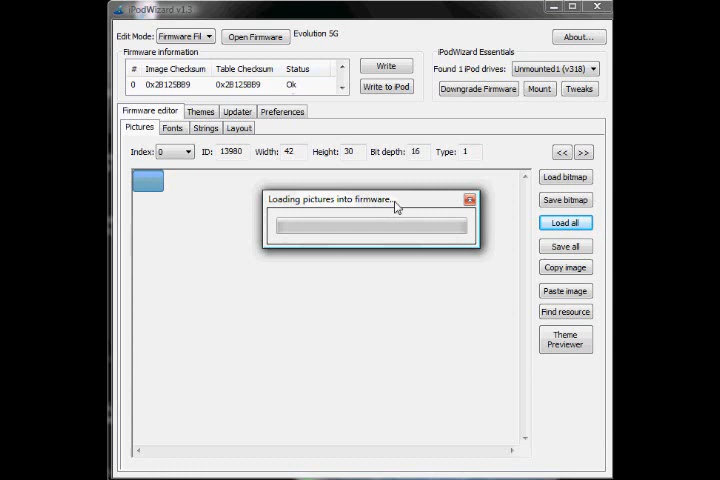 iPodWizard v1.3
Edit Mode: Firmware Fil Open Firmware Evolution 5G About...
Firmware information
# Image Checksum Table Checksum Status
0 0x2B125BB9 0x2B125BB9 Ok
Write
Write to iPod
iPodWizard Essentials
Found 1 iPod drives: Unmounted1 (v318)
Downgrade Firmware Mount Tweaks
Firmware editor Themes Updater Preferences
Pictures Fonts Strings Layout
Index: 0 ID: 13980 Width: 42 Height: 30 Bit depth: 16 Type: 1 << >>
Loading pictures into firmware...
Load bitmap
Save bitmap
Load all
Save all
Copy image
Paste image
Find resource
Theme
Previewer